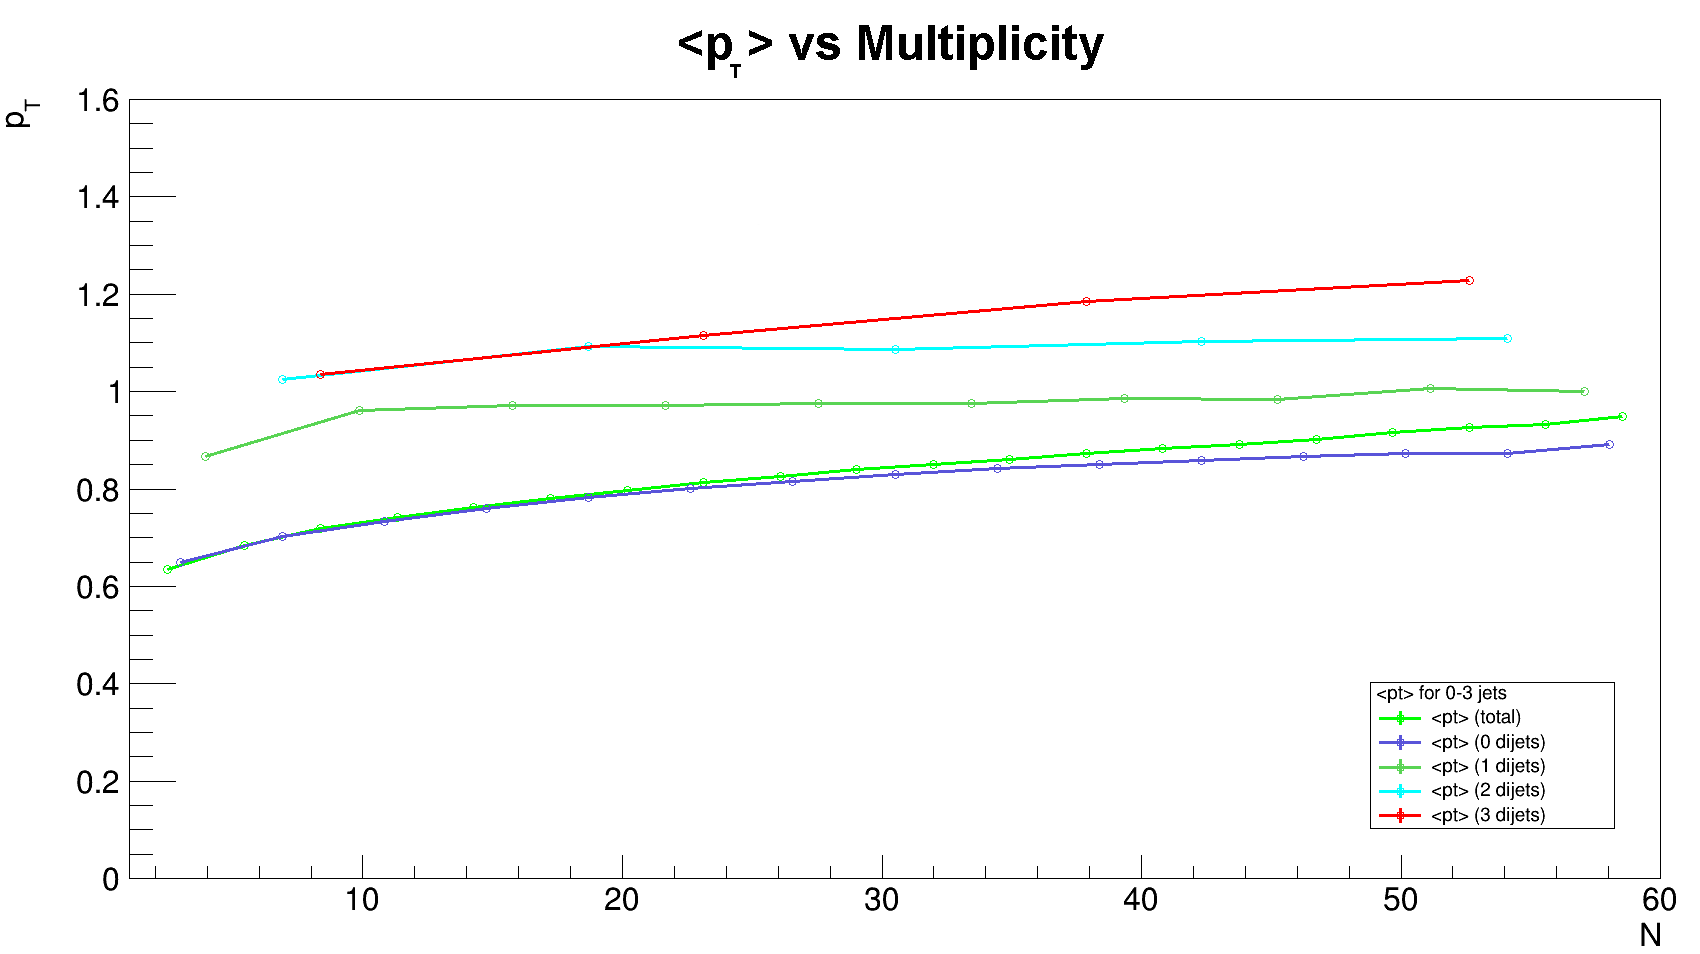 <pT> vs Multiplicity
pT
1.6
1.4
1.2
1
0.8
0.6
0.4
0.2
0
10 20 30 40 50 60
N
<pt> for 0-3 jets
<pt> (total)
<pt> (0 dijets)
<pt> (1 dijets)
<pt> (2 dijets)
<pt> (3 dijets)